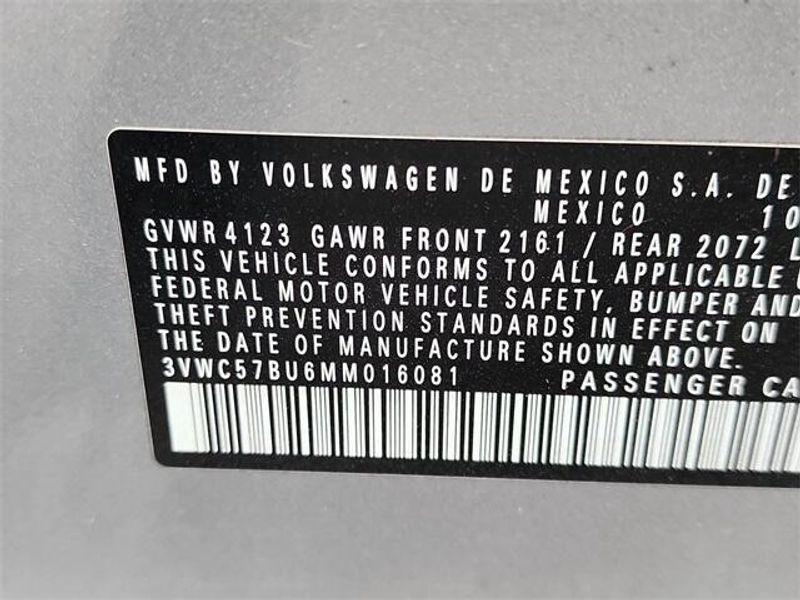 MFD BY VOLKSWAGEN DE MEXICO S.A. DE
MEXICO 10
GVWR 4123 GAWR FRONT 2161 / REAR 2072 L
THIS VEHICLE CONFORMS TO ALL APPLICABLE
FEDERAL MOTOR VEHICLE SAFETY, BUMPER AND
THEFT PREVENTION STANDARDS IN EFFECT ON
THE DATE OF MANUFACTURE SHOWN ABOVE.
3VWC57BU6MM016081 PASSENGER CA